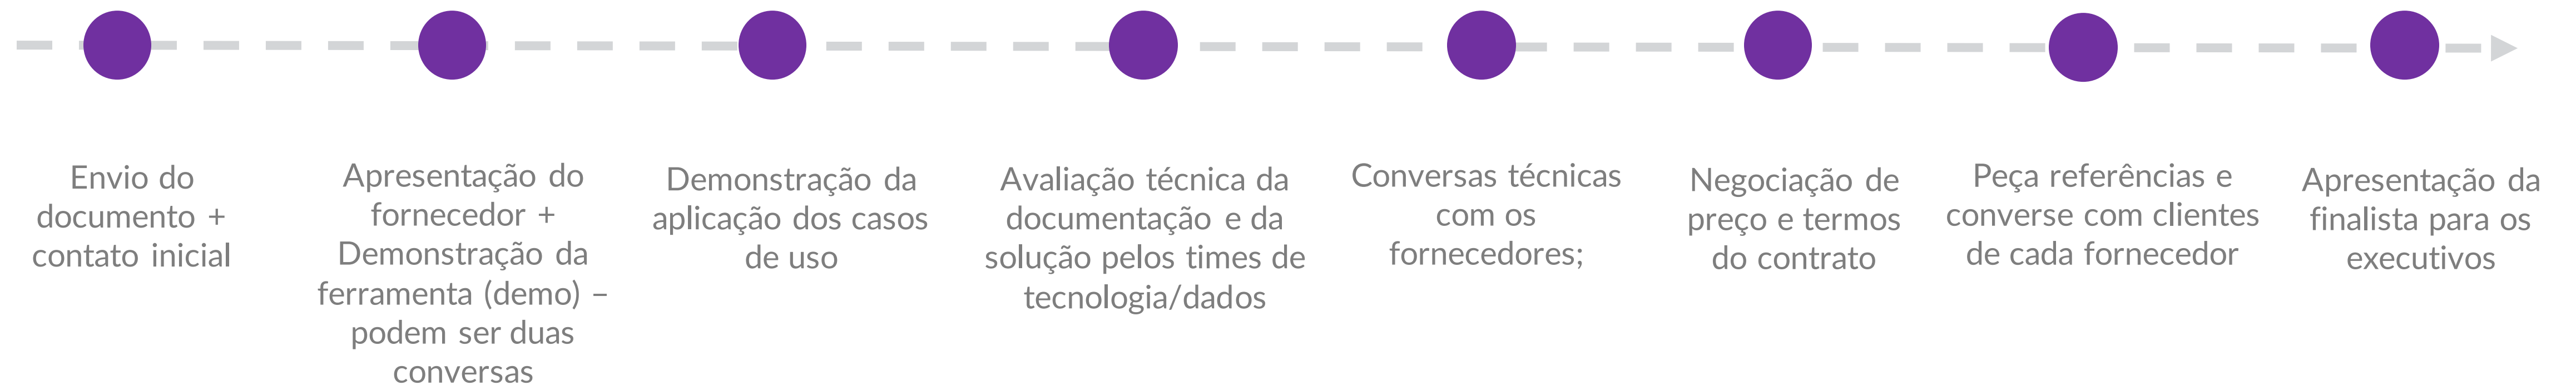 Envio do
documento +
contato inicial
Apresentação do
fornecedor +
Demonstração da
ferramenta (demo) –
podem ser duas
conversas
Demonstração da
aplicação dos casos
de uso
Avaliação técnica da
documentação e da
solução pelos times de
tecnologia/dados
Conversas técnicas
com os
fornecedores;
Negociação de
preço e termos
do contrato
Peça referências e
converse com clientes
de cada fornecedor
Apresentação da
finalista para os
executivos